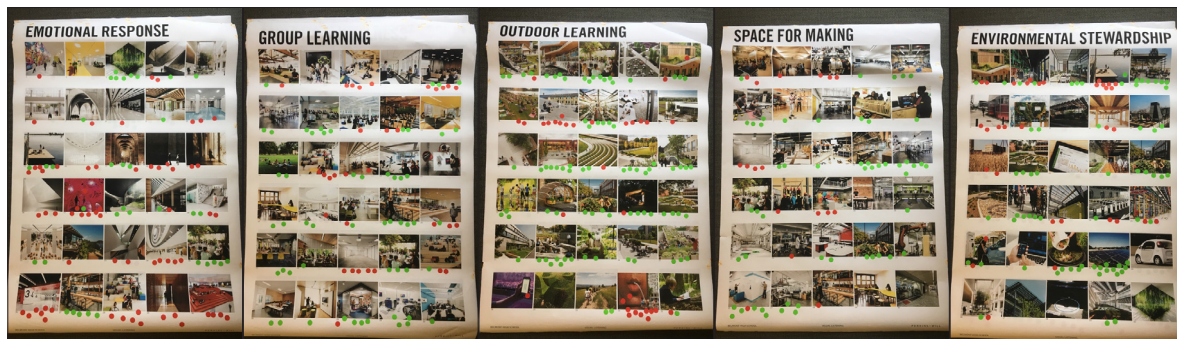 EMOTIONAL RESPONSE
GROUP LEARNING
OUTDOOR LEARNING
SPACE FOR MAKING
ENVIRONMENTAL STEWARDSHIP